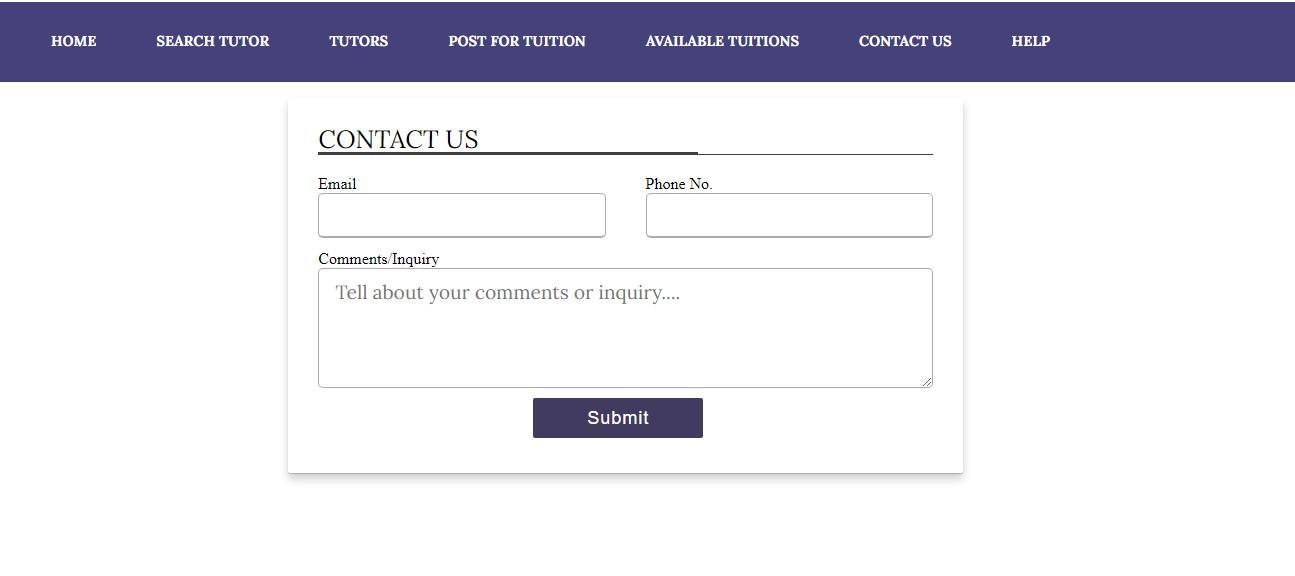 HOME SEARCH TUTOR TUTORS POST FOR TUITION AVAILABLE TUITIONS CONTACT US HELP
CONTACT US
Email Phone No.
Comments/Inquiry
Tell about your comments or inquiry....
Submit